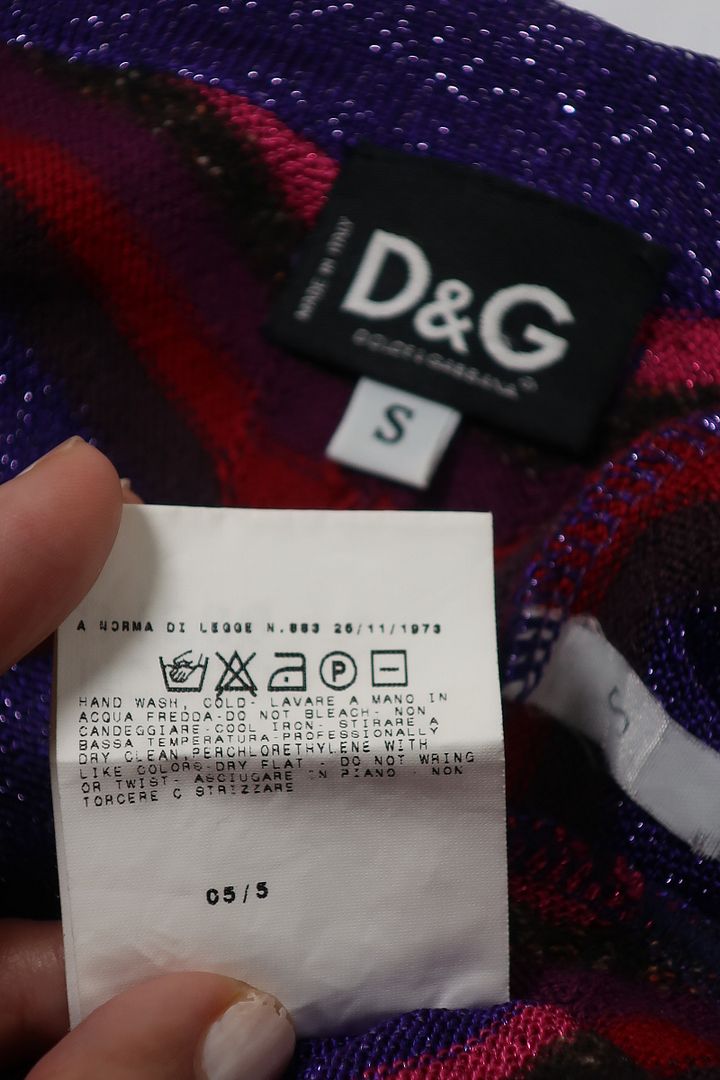 MADE IN ITALY
D&G
DOLCE & GABBANA
S
A NORMA DI LEGGE N.883 26/11/1973
P
HAND WASH, COLD- LAVARE A MANO IN
ACQUA FREDDA-DO NOT BLEACH- NON
CANDEGGIARE-COOL IRON- STIRARE A
BASSA TEMPERATURA-PROFESSIONALLY
DRY CLEAN,PERCHLORETHYLENE WITH
LIKE COLORS-DRY FLAT - DO NOT WRING
OR TWIST- ASCIUGARE IN PIANO - NON
TORCERE O STRIZZARE
05/5
S